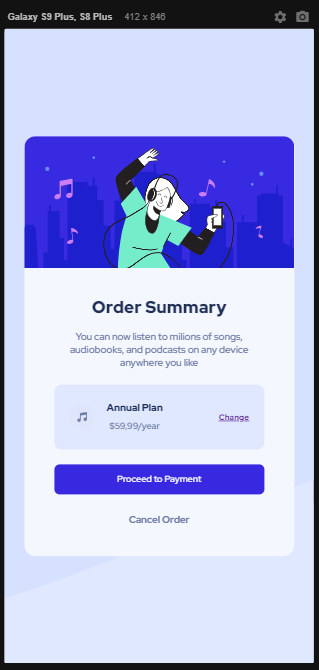 Galaxy S9 Plus, S8 Plus 412 x 846
Order Summary
You can now listen to milions of songs,
audiobooks, and podcasts on any device
anywhere you like
Annual Plan
$59,99/year
Change
Proceed to Payment
Cancel Order